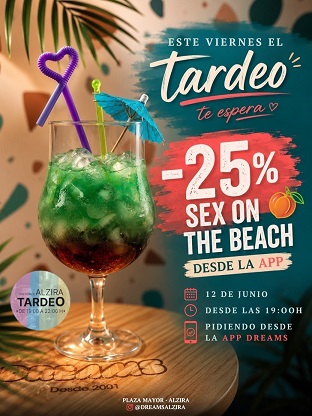 ESTE VIERNES EL
Tardeo
te espera
-25%
SEX ON
THE BEACH
DESDE LA APP
12 DE JUNIO
DESDE LAS 19:00H
PIDIENDO DESDE
LA APP DREAMS
ALZIRA
TARDEO
Dreams
Desde 2001
PLAZA MAYOR - ALZIRA
@DREAMSALZIRA